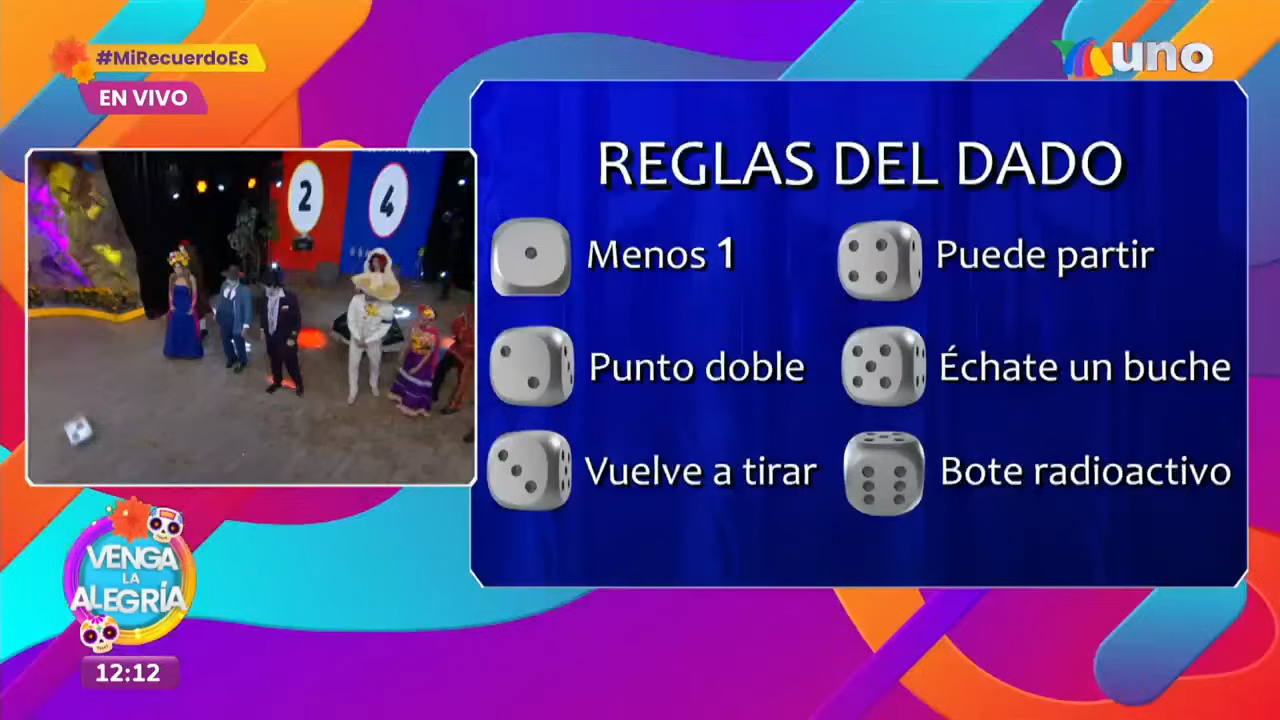 #MiRecuerdoEs
EN VIVO
uno
2
4
REGLAS DEL DADO
Menos 1
Puede partir
Punto doble
Échate un buche
Vuelve a tirar
Bote radioactivo
VENGA
LA
ALEGRÍA
12:12